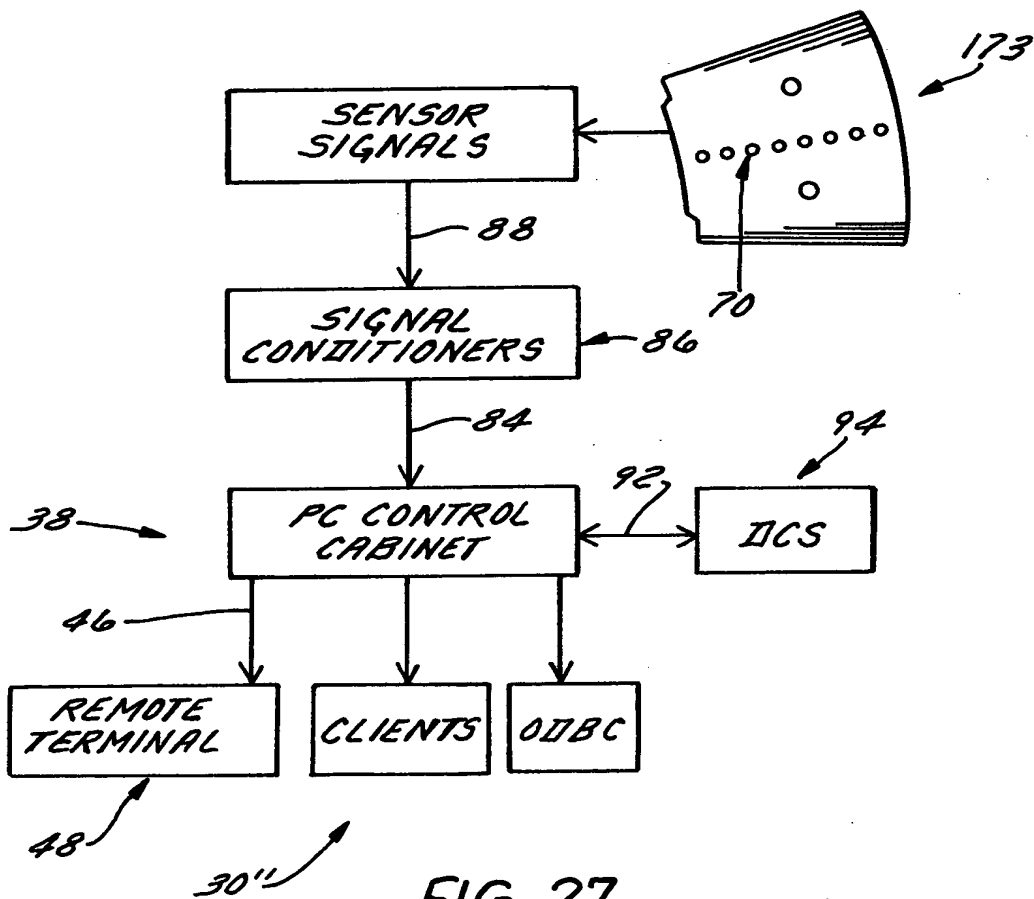 173
SENSOR
SIGNALS
88
70
SIGNAL
CONDITIONERS
86
84
94
92
38
PC CONTROL
CABINET
DCS
46
REMOTE
TERMINAL
CLIENTS
ODBC
48
30"
FIG. 27